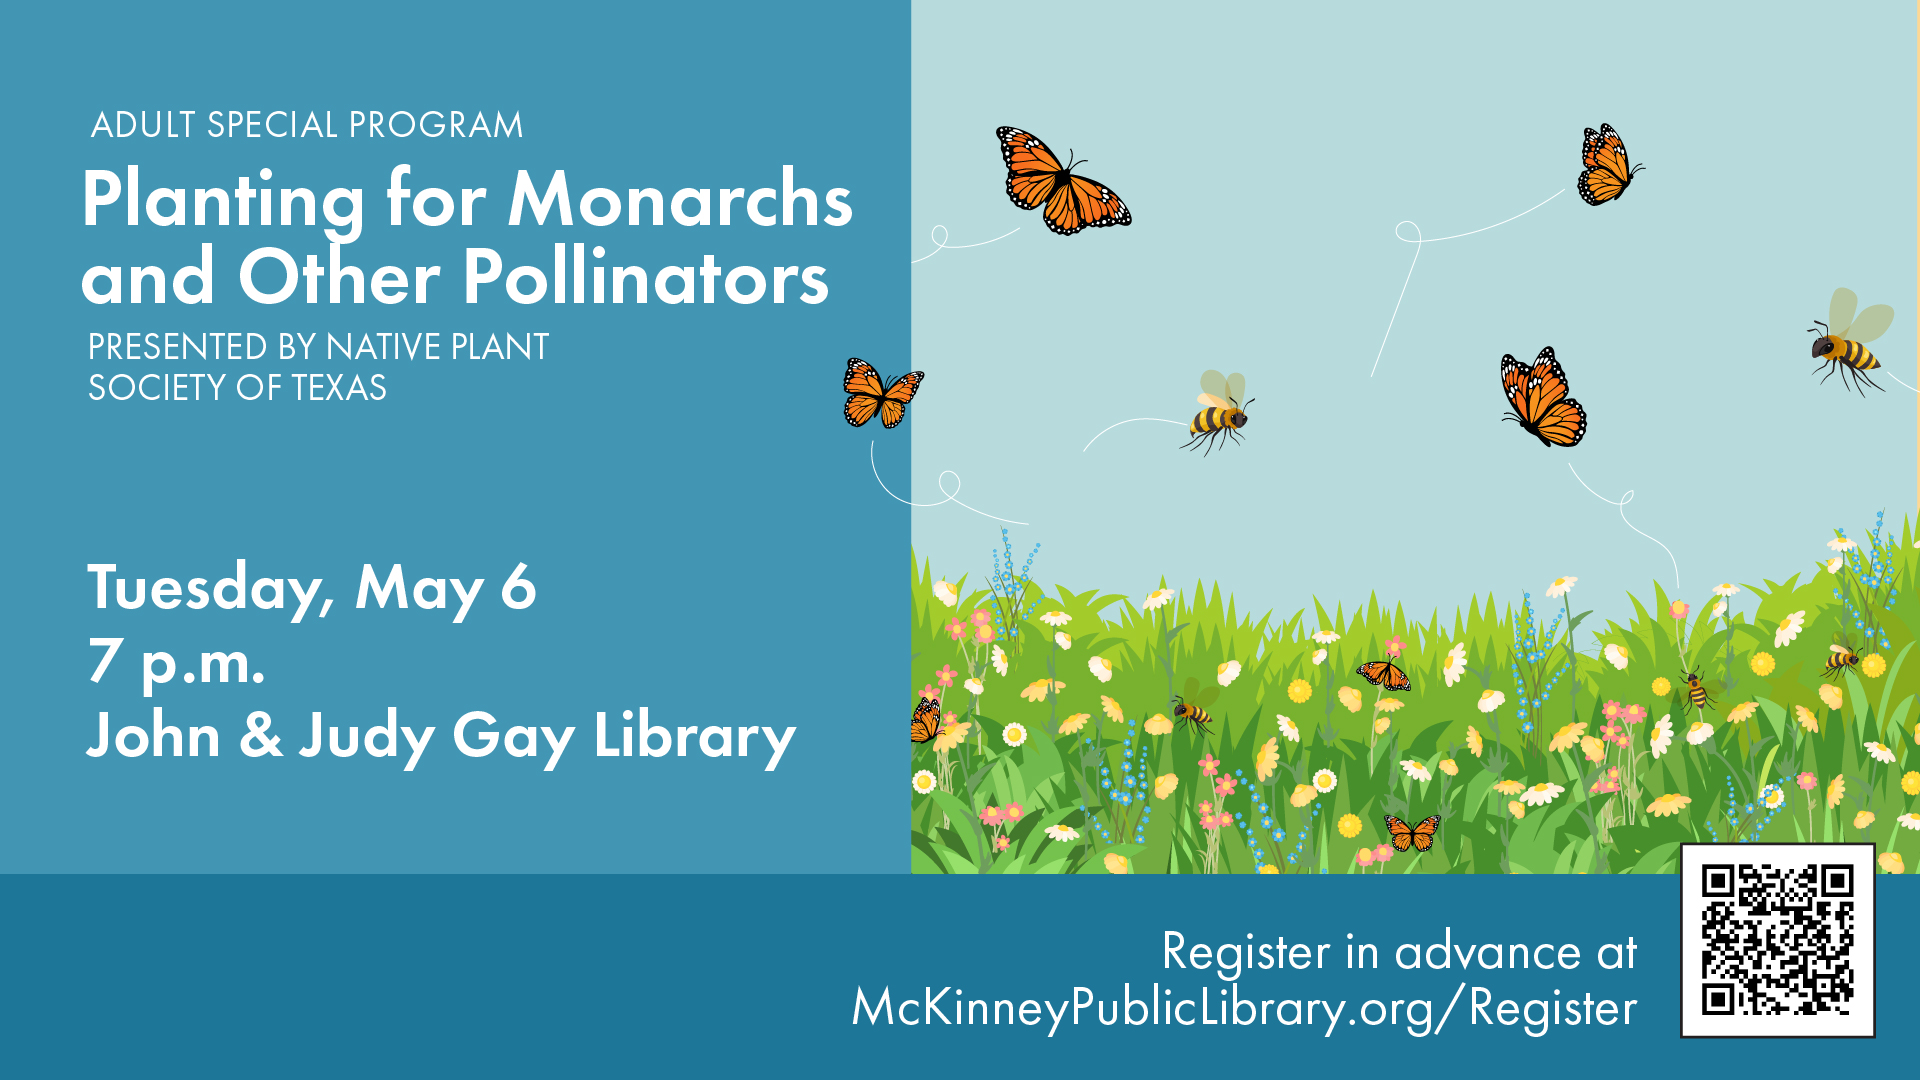 ADULT SPECIAL PROGRAM
Planting for Monarchs
and Other Pollinators
PRESENTED BY NATIVE PLANT
SOCIETY OF TEXAS
Tuesday, May 6
7 p.m.
John & Judy Gay Library
Register in advance at
McKinneyPublicLibrary.org/Register